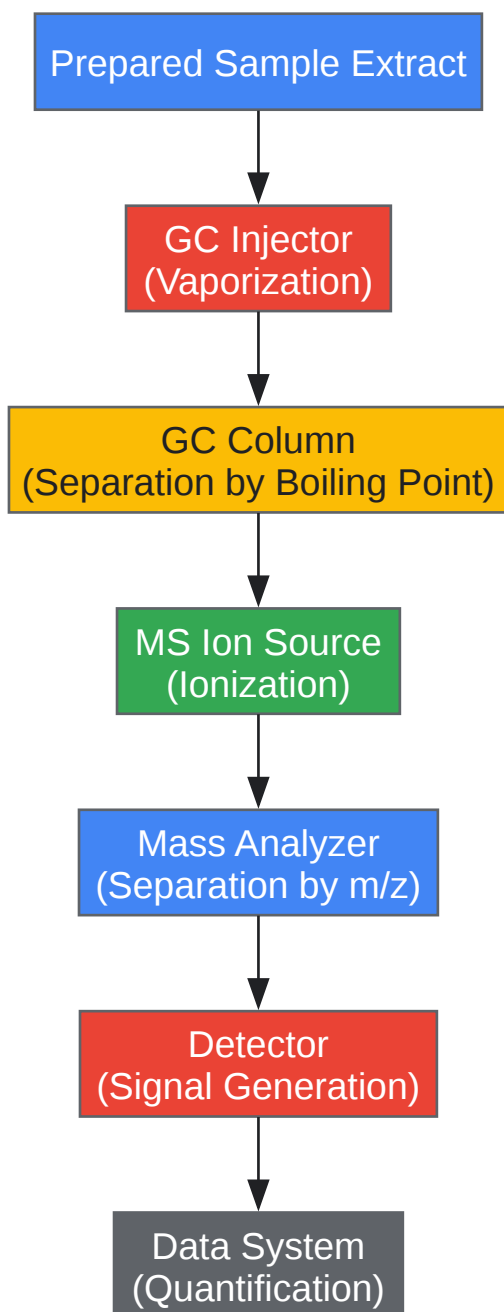 Prepared Sample Extract
GC Injector
(Vaporization)
GC Column
(Separation by Boiling Point)
MS Ion Source
(Ionization)
Mass Analyzer
(Separation by m/z)
Detector
(Signal Generation)
Data System
(Quantification)